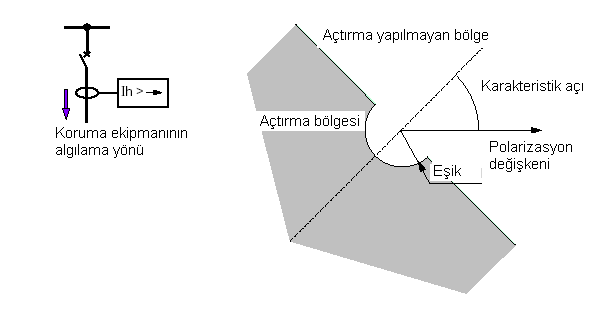 Ih >
Koruma ekipmanının
algılama yönü
Açtırma yapılmayan bölge
Karakteristik açı
Açtırma bölgesi
Polarizasyon
değişkeni
Eşik